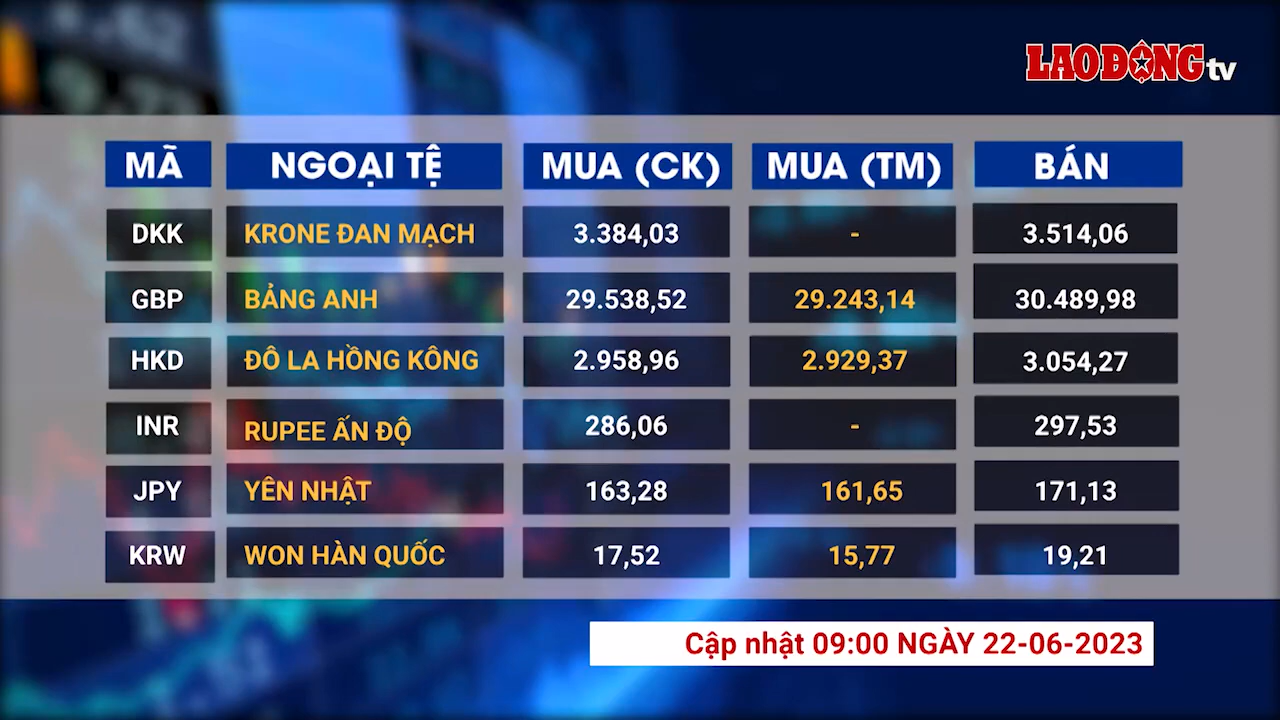 LAO ĐỘNG tv
MÃ NGOẠI TỆ MUA (CK) MUA (TM) BÁN
DKK KRONE ĐAN MẠCH 3.384,03 - 3.514,06
GBP BẢNG ANH 29.538,52 29.243,14 30.489,98
HKD ĐÔ LA HỒNG KÔNG 2.958,96 2.929,37 3.054,27
INR RUPEE ẤN ĐỘ 286,06 - 297,53
JPY YÊN NHẬT 163,28 161,65 171,13
KRW WON HÀN QUỐC 17,52 15,77 19,21
Cập nhật 09:00 NGÀY 22-06-2023